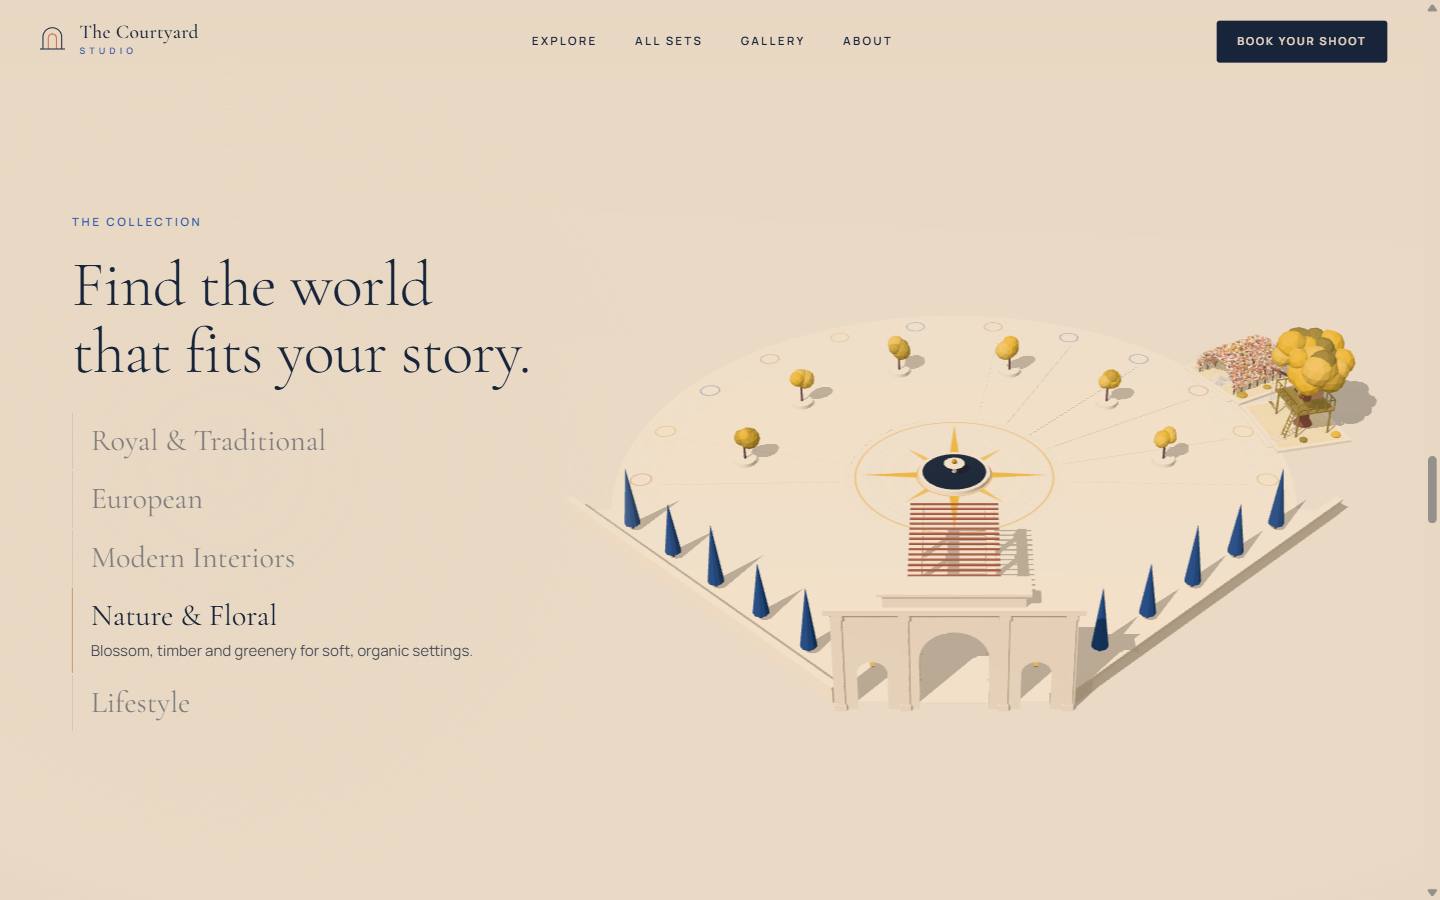 The Courtyard
STUDIO
EXPLORE
ALL SETS
GALLERY
ABOUT
BOOK YOUR SHOOT
THE COLLECTION
Find the world
that fits your story.
Royal & Traditional
European
Modern Interiors
Nature & Floral
Blossom, timber and greenery for soft, organic settings.
Lifestyle